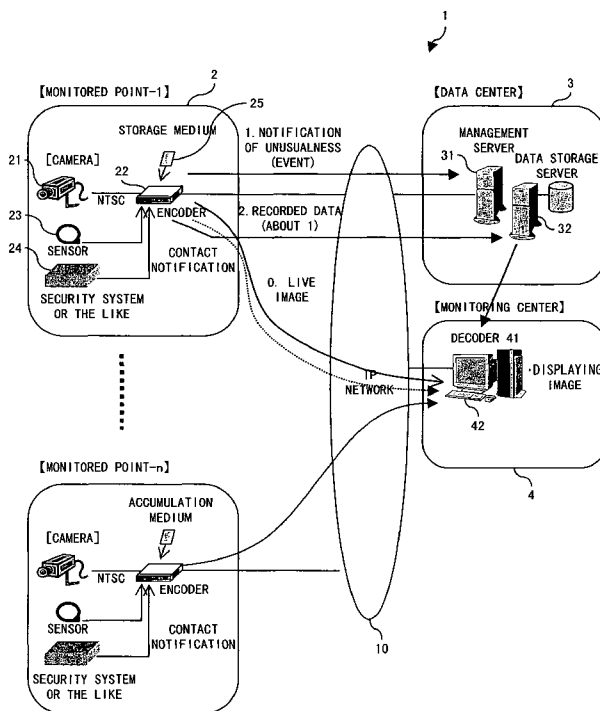 1
【MONITORED POINT-1】
2
25
STORAGE MEDIUM
[CAMERA]
21
22
NTSC
ENCODER
23
SENSOR
24
CONTACT
NOTIFICATION
SECURITY SYSTEM
OR THE LIKE
1. NOTIFICATION
OF UNUSUALNESS
(EVENT)
2. RECORDED DATA
(ABOUT 1)
0. LIVE
IMAGE
【DATA CENTER】
3
MANAGEMENT
SERVER
31
DATA STORAGE
SERVER
32
【MONITORING CENTER】
DECODER 41
・DISPLAYING
IMAGE
42
4
IP
NETWORK
10
【MONITORED POINT-n】
ACCUMULATION
MEDIUM
[CAMERA]
NTSC
ENCODER
SENSOR
CONTACT
NOTIFICATION
SECURITY SYSTEM
OR THE LIKE